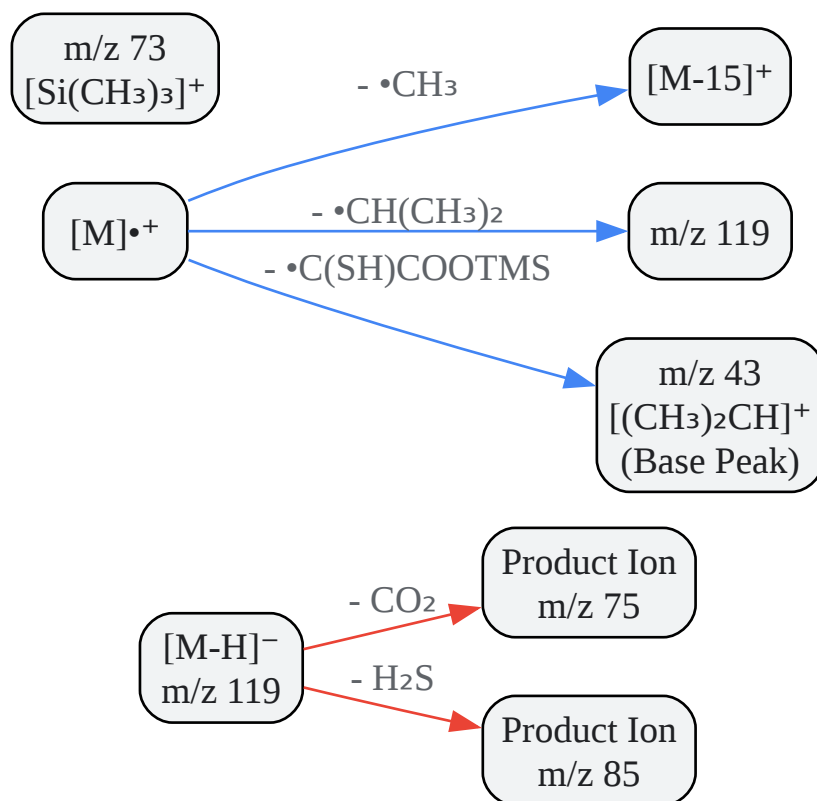 m/z 73
[Si(CH₃)₃]⁺
- •CH₃
[M-15]⁺
[M]•⁺
- •CH(CH₃)₂
m/z 119
- •C(SH)COOTMS
m/z 43
[(CH₃)₂CH]⁺
(Base Peak)
Product Ion
m/z 75
- CO₂
[M-H]⁻
m/z 119
- H₂S
Product Ion
m/z 85